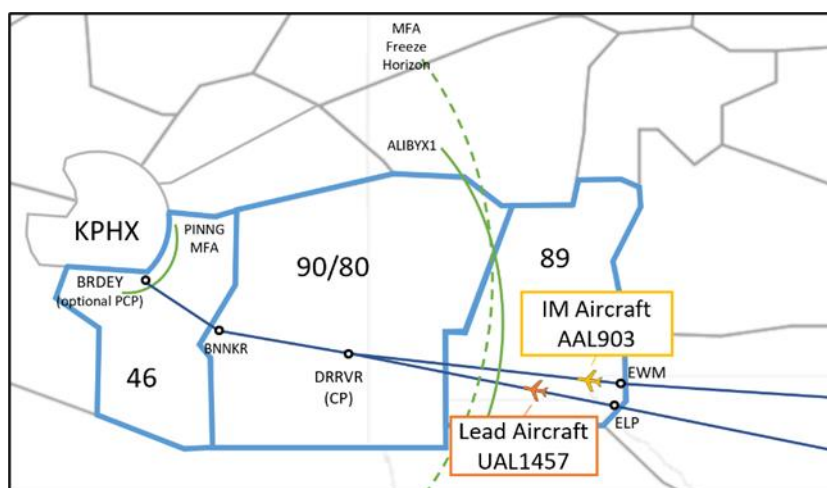 MFA
Freeze
Horizon
ALIBYX1
KPHX
PINNG
MFA
90/80
89
BRDEY
(optional PCP)
IM Aircraft
AAL903
BNNKR
EWM
46
DRRVR
(CP)
ELP
Lead Aircraft
UAL1457